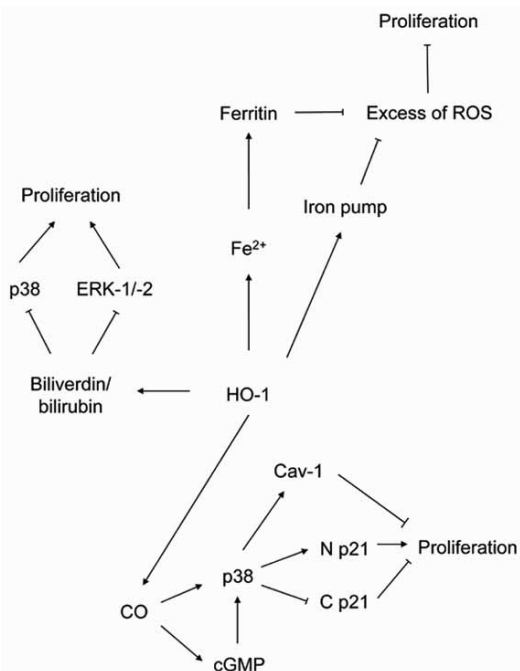 Proliferation
Ferritin
Excess of ROS
Proliferation
Iron pump
Fe²⁺
p38
ERK-1/-2
Biliverdin/
bilirubin
HO-1
Cav-1
N p21
Proliferation
p38
C p21
CO
cGMP